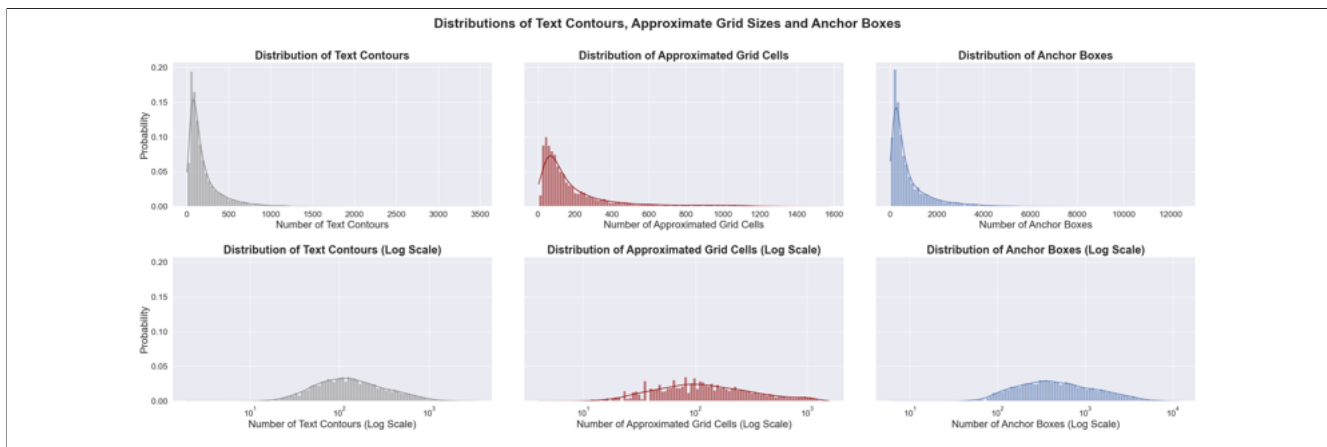 Distributions of Text Contours, Approximate Grid Sizes and Anchor Boxes
Distribution of Text Contours
Distribution of Approximated Grid Cells
Distribution of Anchor Boxes
Probability
0.20
0.15
0.10
0.05
0.00
0 500 1000 1500 2000 2500 3000 3500
0 200 400 600 800 1000 1200 1400 1600
0 2000 4000 6000 8000 10000 12000
Number of Text Contours
Number of Approximated Grid Cells
Number of Anchor Boxes
Distribution of Text Contours (Log Scale)
Distribution of Approximated Grid Cells (Log Scale)
Distribution of Anchor Boxes (Log Scale)
Probability
0.20
0.15
0.10
0.05
0.00
10¹ 10² 10³
10¹ 10² 10³
10¹ 10² 10³ 10⁴
Number of Text Contours (Log Scale)
Number of Approximated Grid Cells (Log Scale)
Number of Anchor Boxes (Log Scale)